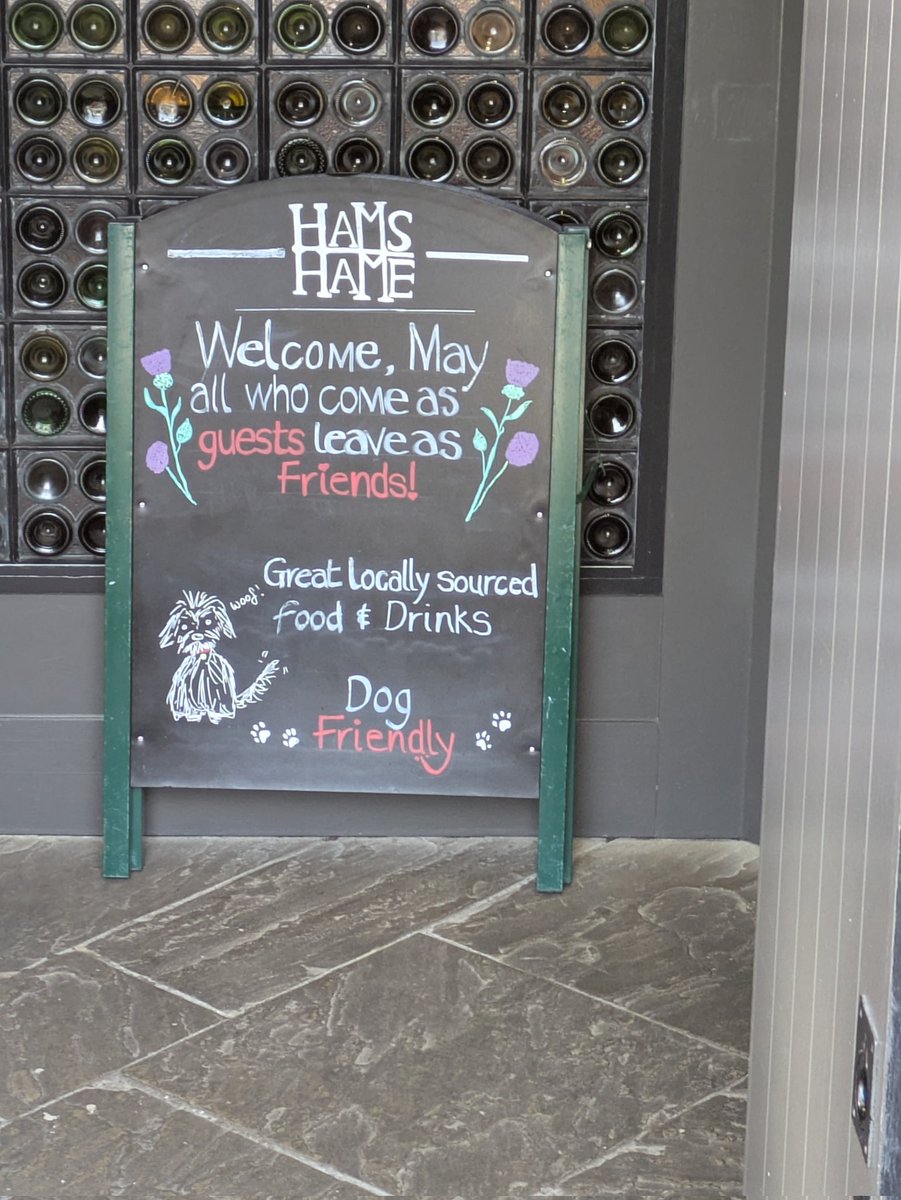 HAMS
HAME
Welcome, May
all who come as
guests leave as
Friends!
Great locally sourced
food & Drinks
woof!
Dog
Friendly